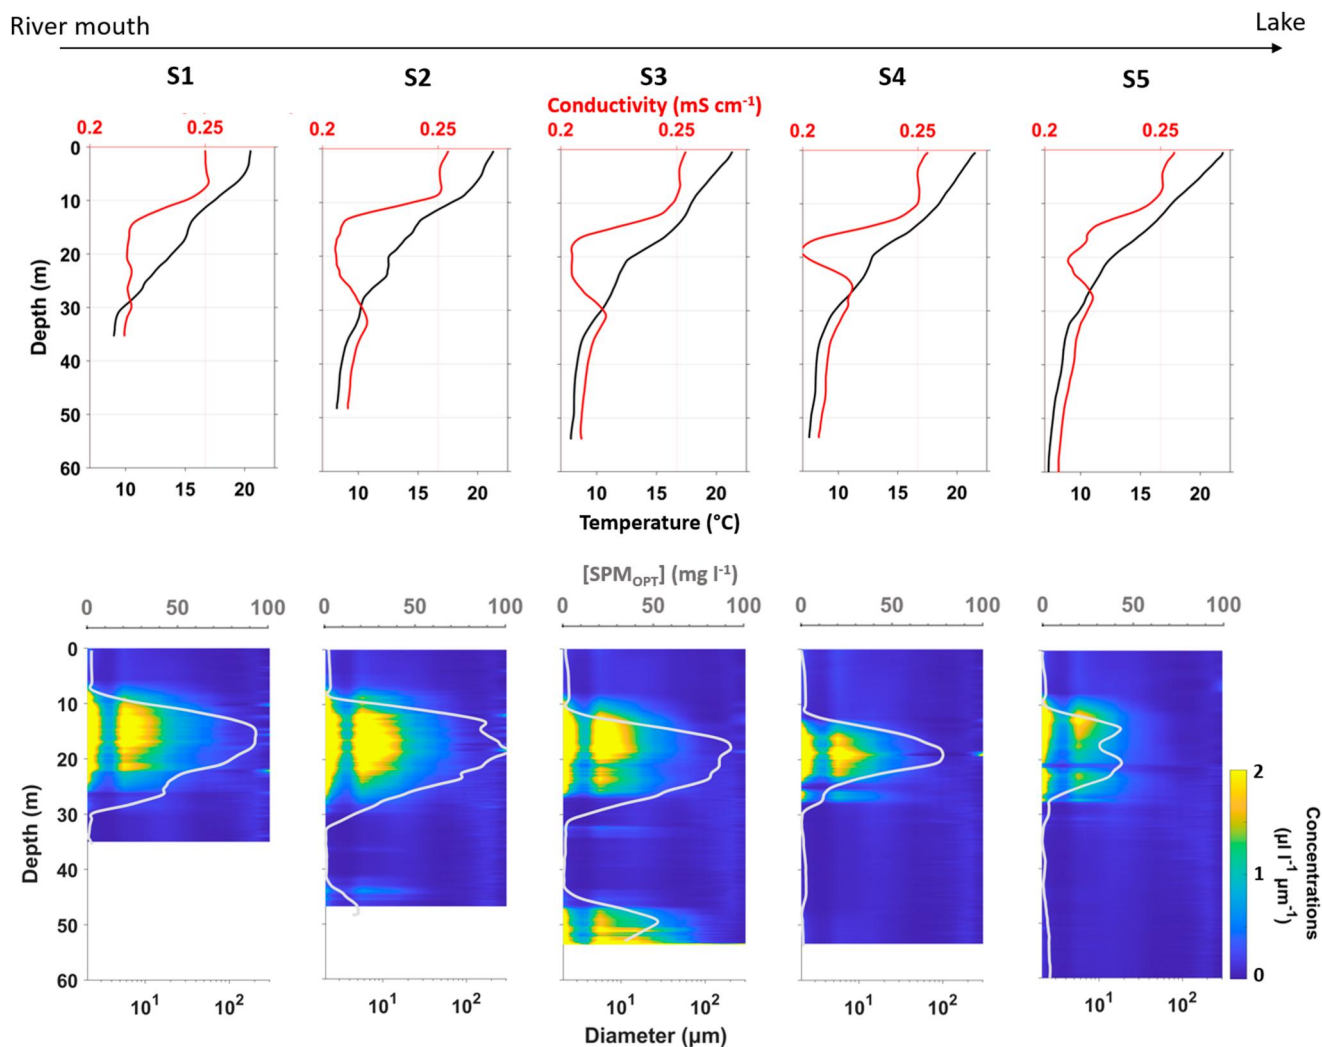 River mouth
Lake
S1 S2 S3 S4 S5
Conductivity (mS cm⁻¹)
0.2 0.25 0.2 0.25 0.2 0.25 0.2 0.25 0.2 0.25
0
10
20
30
40
50
60
Depth (m)
10 15 20 10 15 20 10 15 20 10 15 20 10 15 20
Temperature (°C)
[SPM_OPT] (mg l⁻¹)
0 50 100 0 50 100 0 50 100 0 50 100 0 50 100
0
10
20
30
40
50
60
Depth (m)
10¹ 10² 10¹ 10² 10¹ 10² 10¹ 10² 10¹ 10²
Diameter (µm)
2
1
0
Concentrations
(µl l⁻¹ µm⁻¹)